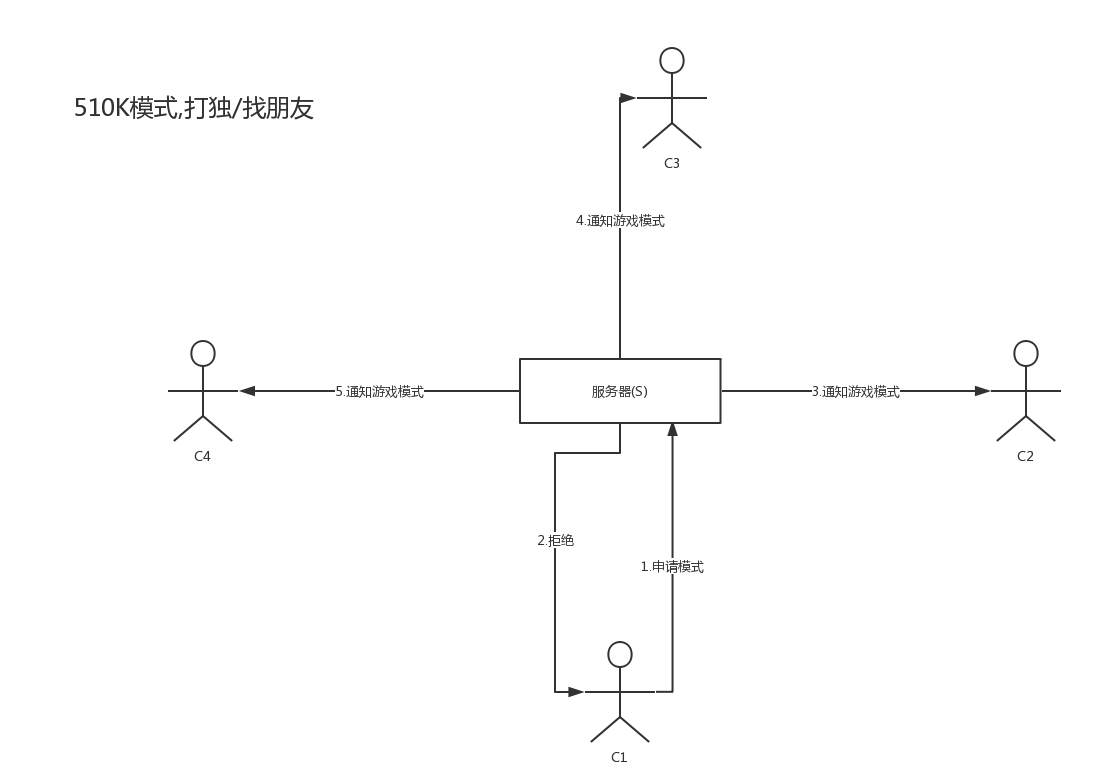 510K模式,打独/找朋友
C3
4.通知游戏模式
服务器(S)
5.通知游戏模式
3.通知游戏模式
C4
C2
2.拒绝
1.申请模式
C1